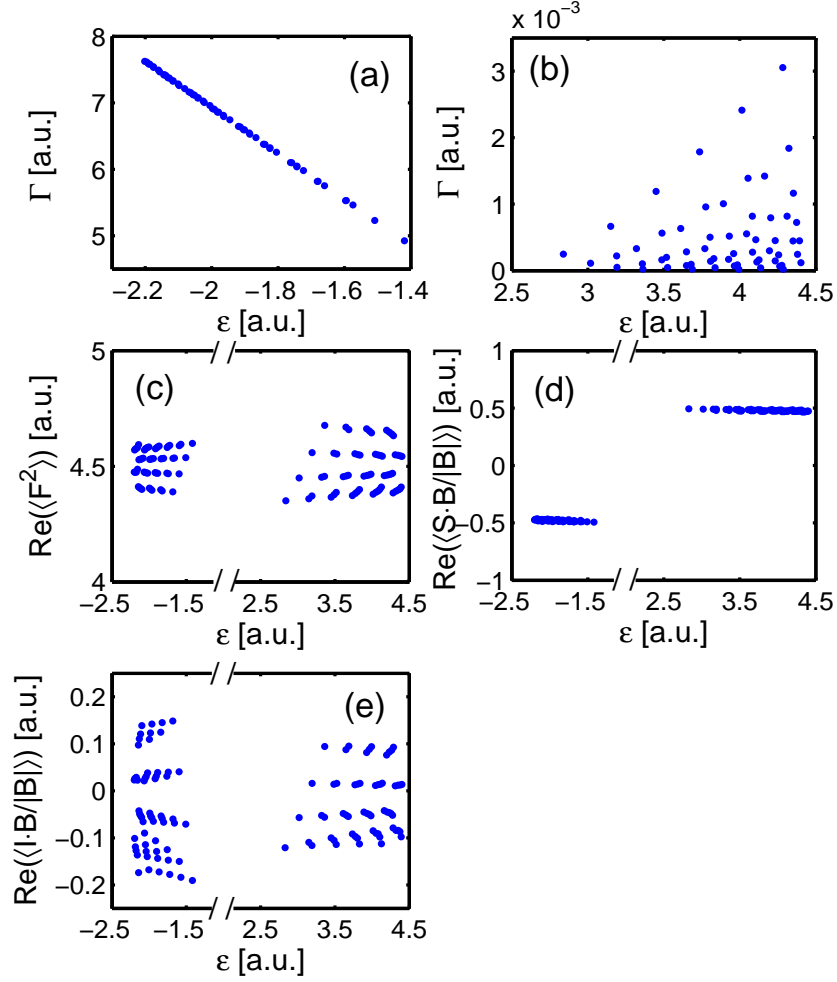 x 10⁻³
8
7
6
5
Γ [a.u.]
(a)
−2.2
−2
−1.8
−1.6
−1.4
ε [a.u.]
3
2
1
0
Γ [a.u.]
(b)
2.5
3
3.5
4
4.5
ε [a.u.]
5
4.5
4
Re(⟨F²⟩) [a.u.]
(c)
−2.5
−1.5
2.5
3.5
4.5
ε [a.u.]
1
0.5
0
−0.5
−1
Re(⟨S·B/|B|⟩) [a.u.]
(d)
−2.5
−1.5
2.5
3.5
4.5
ε [a.u.]
0.2
0.1
0
−0.1
−0.2
Re(⟨I·B/|B|⟩) [a.u.]
(e)
−2.5
−1.5
2.5
3.5
4.5
ε [a.u.]